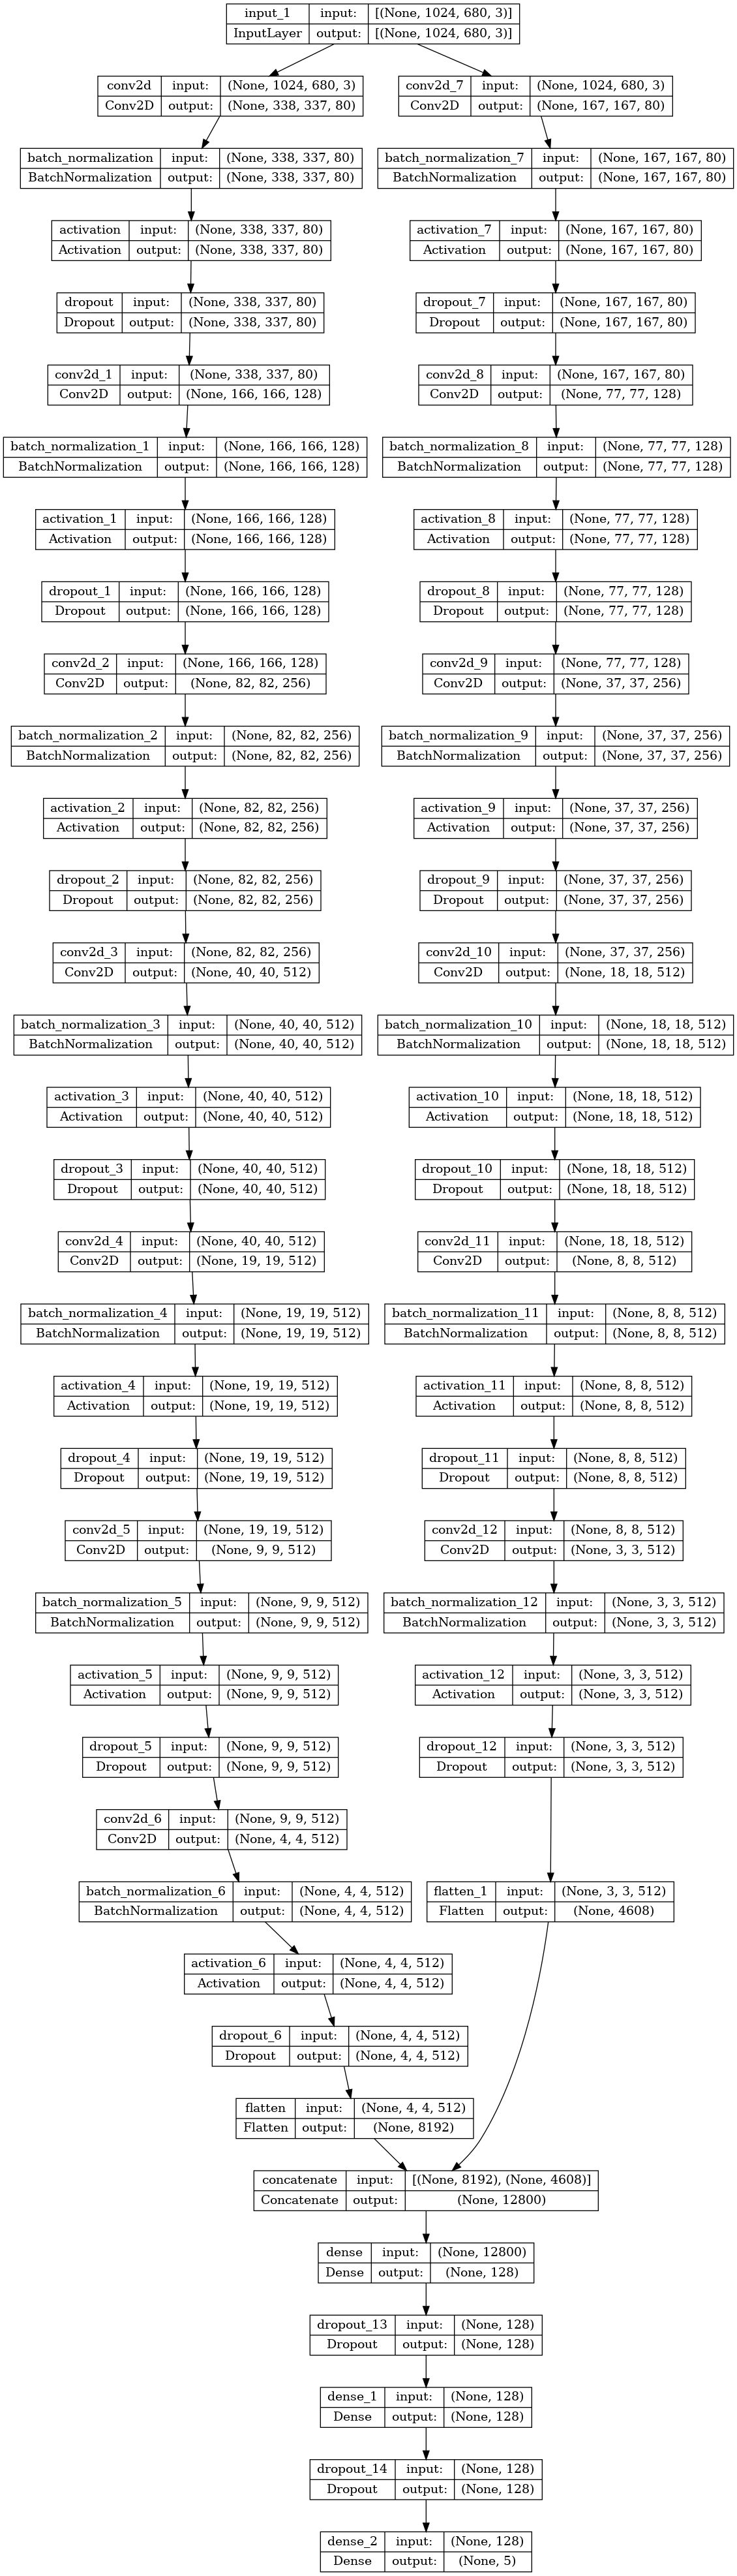 input_1 input: [(None, 1024, 680, 3)]
InputLayer output: [(None, 1024, 680, 3)]
conv2d input: (None, 1024, 680, 3)
Conv2D output: (None, 338, 337, 80)
conv2d_7 input: (None, 1024, 680, 3)
Conv2D output: (None, 167, 167, 80)
batch_normalization input: (None, 338, 337, 80)
BatchNormalization output: (None, 338, 337, 80)
batch_normalization_7 input: (None, 167, 167, 80)
BatchNormalization output: (None, 167, 167, 80)
activation input: (None, 338, 337, 80)
Activation output: (None, 338, 337, 80)
activation_7 input: (None, 167, 167, 80)
Activation output: (None, 167, 167, 80)
dropout input: (None, 338, 337, 80)
Dropout output: (None, 338, 337, 80)
dropout_7 input: (None, 167, 167, 80)
Dropout output: (None, 167, 167, 80)
conv2d_1 input: (None, 338, 337, 80)
Conv2D output: (None, 166, 166, 128)
conv2d_8 input: (None, 167, 167, 80)
Conv2D output: (None, 77, 77, 128)
batch_normalization_1 input: (None, 166, 166, 128)
BatchNormalization output: (None, 166, 166, 128)
batch_normalization_8 input: (None, 77, 77, 128)
BatchNormalization output: (None, 77, 77, 128)
activation_1 input: (None, 166, 166, 128)
Activation output: (None, 166, 166, 128)
activation_8 input: (None, 77, 77, 128)
Activation output: (None, 77, 77, 128)
dropout_1 input: (None, 166, 166, 128)
Dropout output: (None, 166, 166, 128)
dropout_8 input: (None, 77, 77, 128)
Dropout output: (None, 77, 77, 128)
conv2d_2 input: (None, 166, 166, 128)
Conv2D output: (None, 82, 82, 256)
conv2d_9 input: (None, 77, 77, 128)
Conv2D output: (None, 37, 37, 256)
batch_normalization_2 input: (None, 82, 82, 256)
BatchNormalization output: (None, 82, 82, 256)
batch_normalization_9 input: (None, 37, 37, 256)
BatchNormalization output: (None, 37, 37, 256)
activation_2 input: (None, 82, 82, 256)
Activation output: (None, 82, 82, 256)
activation_9 input: (None, 37, 37, 256)
Activation output: (None, 37, 37, 256)
dropout_2 input: (None, 82, 82, 256)
Dropout output: (None, 82, 82, 256)
dropout_9 input: (None, 37, 37, 256)
Dropout output: (None, 37, 37, 256)
conv2d_3 input: (None, 82, 82, 256)
Conv2D output: (None, 40, 40, 512)
conv2d_10 input: (None, 37, 37, 256)
Conv2D output: (None, 18, 18, 512)
batch_normalization_3 input: (None, 40, 40, 512)
BatchNormalization output: (None, 40, 40, 512)
batch_normalization_10 input: (None, 18, 18, 512)
BatchNormalization output: (None, 18, 18, 512)
activation_3 input: (None, 40, 40, 512)
Activation output: (None, 40, 40, 512)
activation_10 input: (None, 18, 18, 512)
Activation output: (None, 18, 18, 512)
dropout_3 input: (None, 40, 40, 512)
Dropout output: (None, 40, 40, 512)
dropout_10 input: (None, 18, 18, 512)
Dropout output: (None, 18, 18, 512)
conv2d_4 input: (None, 40, 40, 512)
Conv2D output: (None, 19, 19, 512)
conv2d_11 input: (None, 18, 18, 512)
Conv2D output: (None, 8, 8, 512)
batch_normalization_4 input: (None, 19, 19, 512)
BatchNormalization output: (None, 19, 19, 512)
batch_normalization_11 input: (None, 8, 8, 512)
BatchNormalization output: (None, 8, 8, 512)
activation_4 input: (None, 19, 19, 512)
Activation output: (None, 19, 19, 512)
activation_11 input: (None, 8, 8, 512)
Activation output: (None, 8, 8, 512)
dropout_4 input: (None, 19, 19, 512)
Dropout output: (None, 19, 19, 512)
dropout_11 input: (None, 8, 8, 512)
Dropout output: (None, 8, 8, 512)
conv2d_5 input: (None, 19, 19, 512)
Conv2D output: (None, 9, 9, 512)
conv2d_12 input: (None, 8, 8, 512)
Conv2D output: (None, 3, 3, 512)
batch_normalization_5 input: (None, 9, 9, 512)
BatchNormalization output: (None, 9, 9, 512)
batch_normalization_12 input: (None, 3, 3, 512)
BatchNormalization output: (None, 3, 3, 512)
activation_5 input: (None, 9, 9, 512)
Activation output: (None, 9, 9, 512)
activation_12 input: (None, 3, 3, 512)
Activation output: (None, 3, 3, 512)
dropout_5 input: (None, 9, 9, 512)
Dropout output: (None, 9, 9, 512)
dropout_12 input: (None, 3, 3, 512)
Dropout output: (None, 3, 3, 512)
conv2d_6 input: (None, 9, 9, 512)
Conv2D output: (None, 4, 4, 512)
batch_normalization_6 input: (None, 4, 4, 512)
BatchNormalization output: (None, 4, 4, 512)
flatten_1 input: (None, 3, 3, 512)
Flatten output: (None, 4608)
activation_6 input: (None, 4, 4, 512)
Activation output: (None, 4, 4, 512)
dropout_6 input: (None, 4, 4, 512)
Dropout output: (None, 4, 4, 512)
flatten input: (None, 4, 4, 512)
Flatten output: (None, 8192)
concatenate input: [(None, 8192), (None, 4608)]
Concatenate output: (None, 12800)
dense input: (None, 12800)
Dense output: (None, 128)
dropout_13 input: (None, 128)
Dropout output: (None, 128)
dense_1 input: (None, 128)
Dense output: (None, 128)
dropout_14 input: (None, 128)
Dropout output: (None, 128)
dense_2 input: (None, 128)
Dense output: (None, 5)